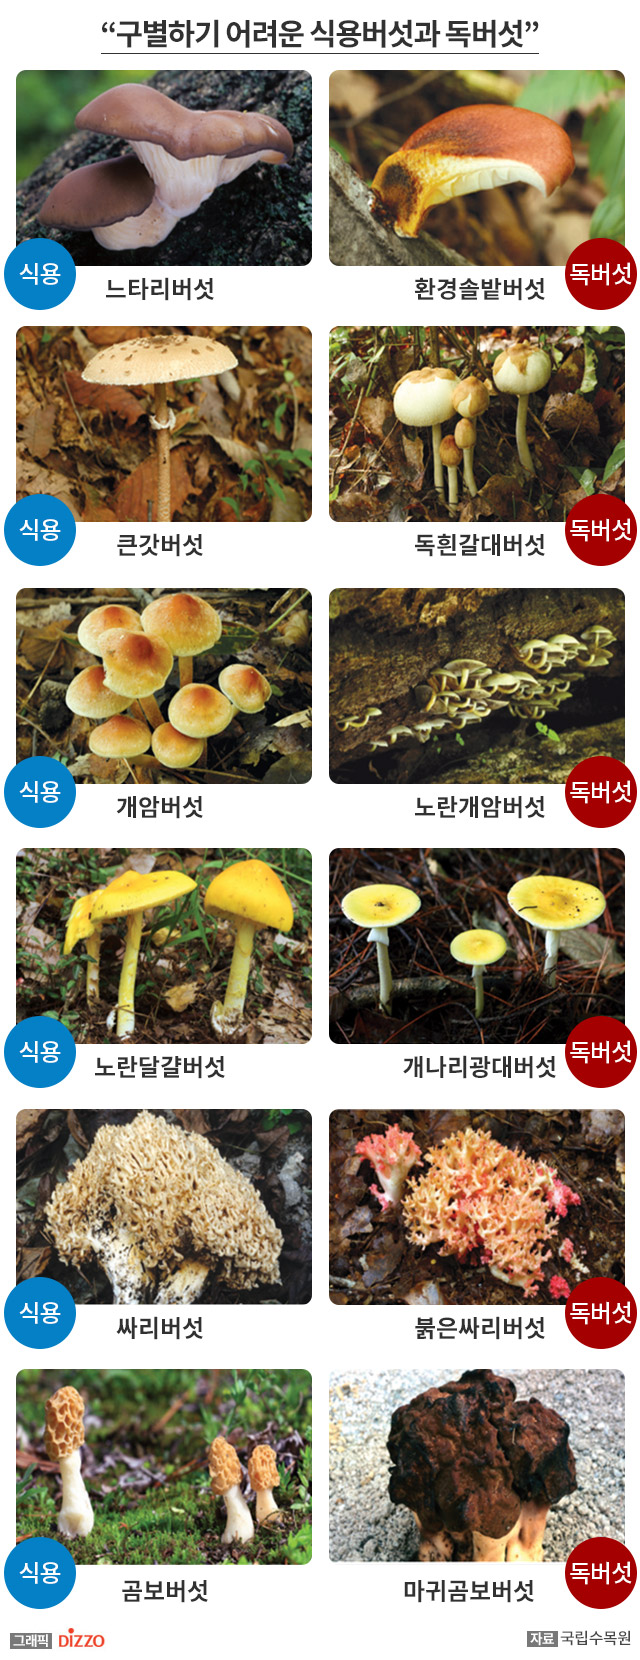 “구별하기 어려운 식용버섯과 독버섯”
식용
느타리버섯
환경솔밭버섯
독버섯
식용
큰갓버섯
독흰갈대버섯
독버섯
식용
개암버섯
노란개암버섯
독버섯
식용
노란달걀버섯
개나리광대버섯
독버섯
식용
싸리버섯
붉은싸리버섯
독버섯
식용
곰보버섯
마귀곰보버섯
독버섯
그래픽 DIZZO
자료 국립수목원